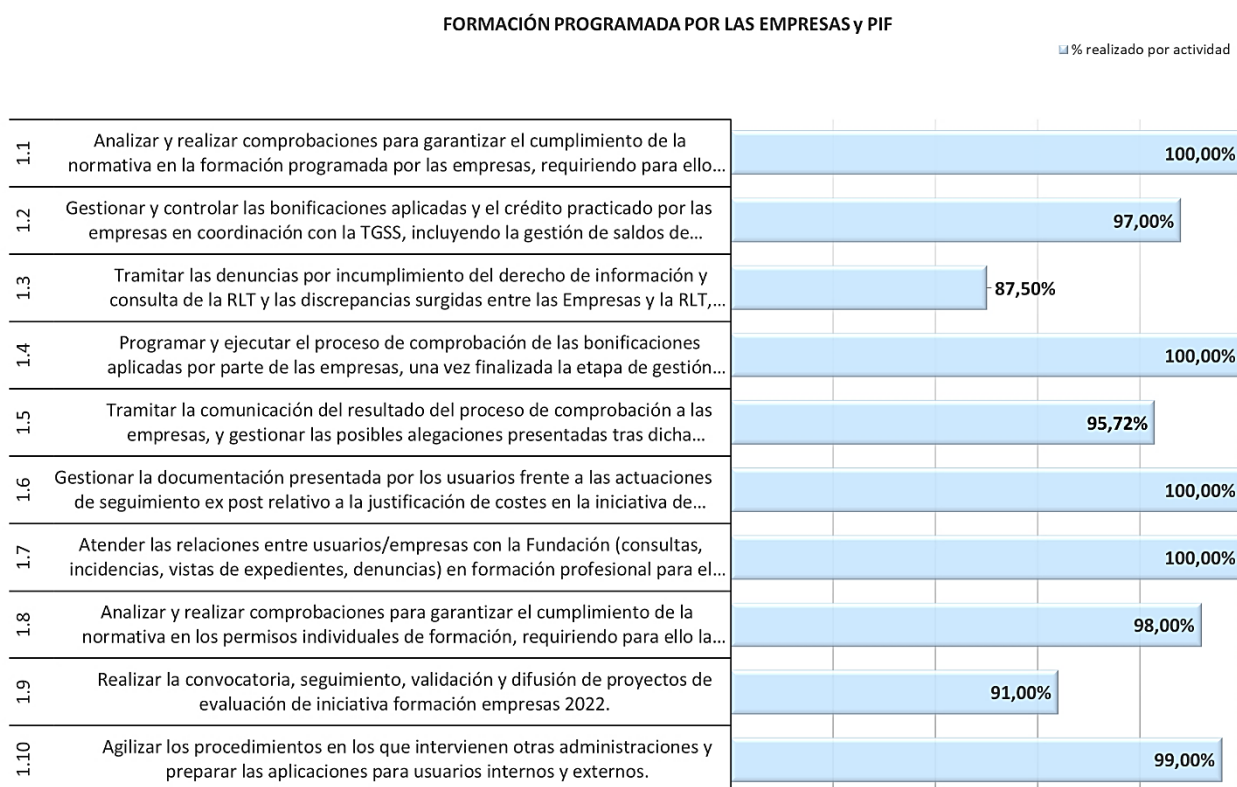 FORMACIÓN PROGRAMADA POR LAS EMPRESAS y PIF
% realizado por actividad
1.1
Analizar y realizar comprobaciones para garantizar el cumplimiento de la
normativa en la formación programada por las empresas, requiriendo para ello...
100,00%
1.2
Gestionar y controlar las bonificaciones aplicadas y el crédito practicado por las
empresas en coordinación con la TGSS, incluyendo la gestión de saldos de...
97,00%
1.3
Tramitar las denuncias por incumplimiento del derecho de información y
consulta de la RLT y las discrepancias surgidas entre las Empresas y la RLT,...
87,50%
1.4
Programar y ejecutar el proceso de comprobación de las bonificaciones
aplicadas por parte de las empresas, una vez finalizada la etapa de gestión...
100,00%
1.5
Tramitar la comunicación del resultado del proceso de comprobación a las
empresas, y gestionar las posibles alegaciones presentadas tras dicha...
95,72%
1.6
Gestionar la documentación presentada por los usuarios frente a las actuaciones
de seguimiento ex post relativo a la justificación de costes en la iniciativa de...
100,00%
1.7
Atender las relaciones entre usuarios/empresas con la Fundación (consultas,
incidencias, vistas de expedientes, denuncias) en formación profesional para el...
100,00%
1.8
Analizar y realizar comprobaciones para garantizar el cumplimiento de la
normativa en los permisos individuales de formación, requiriendo para ello la...
98,00%
1.9
Realizar la convocatoria, seguimiento, validación y difusión de proyectos de
evaluación de iniciativa formación empresas 2022.
91,00%
1.10
Agilizar los procedimientos en los que intervienen otras administraciones y
preparar las aplicaciones para usuarios internos y externos.
99,00%